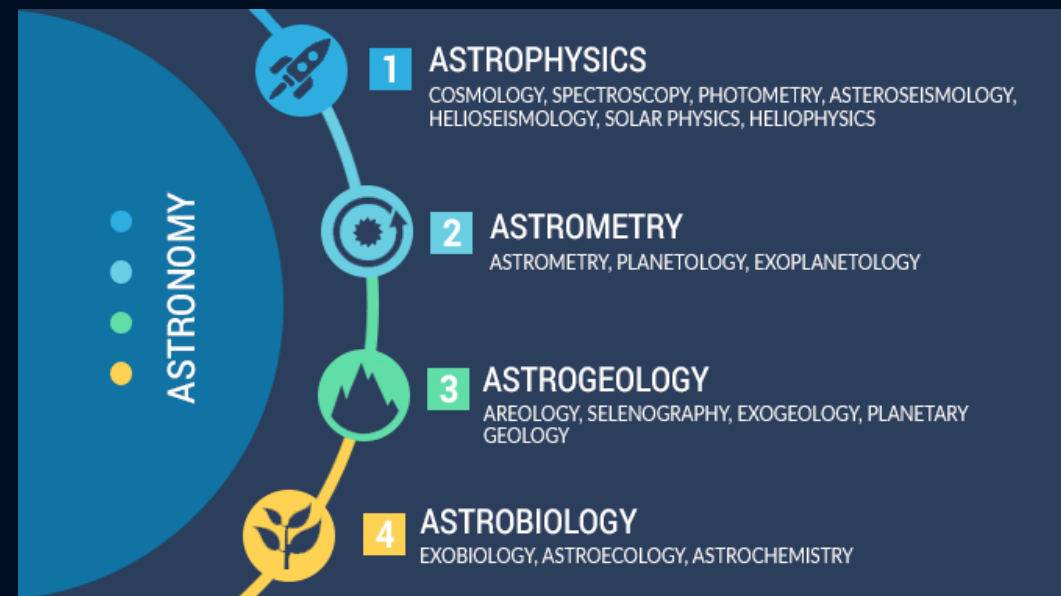 ASTRONOMY
1
ASTROPHYSICS
COSMOLOGY, SPECTROSCOPY, PHOTOMETRY, ASTEROSEISMOLOGY,
HELIOSEISMOLOGY, SOLAR PHYSICS, HELIOPHYSICS
2
ASTROMETRY
ASTROMETRY, PLANETOLOGY, EXOPLANETOLOGY
3
ASTROGEOLOGY
AREOLOGY, SELENOGRAPHY, EXOGEOLOGY, PLANETARY
GEOLOGY
4
ASTROBIOLOGY
EXOBIOLOGY, ASTROECOLOGY, ASTROCHEMISTRY